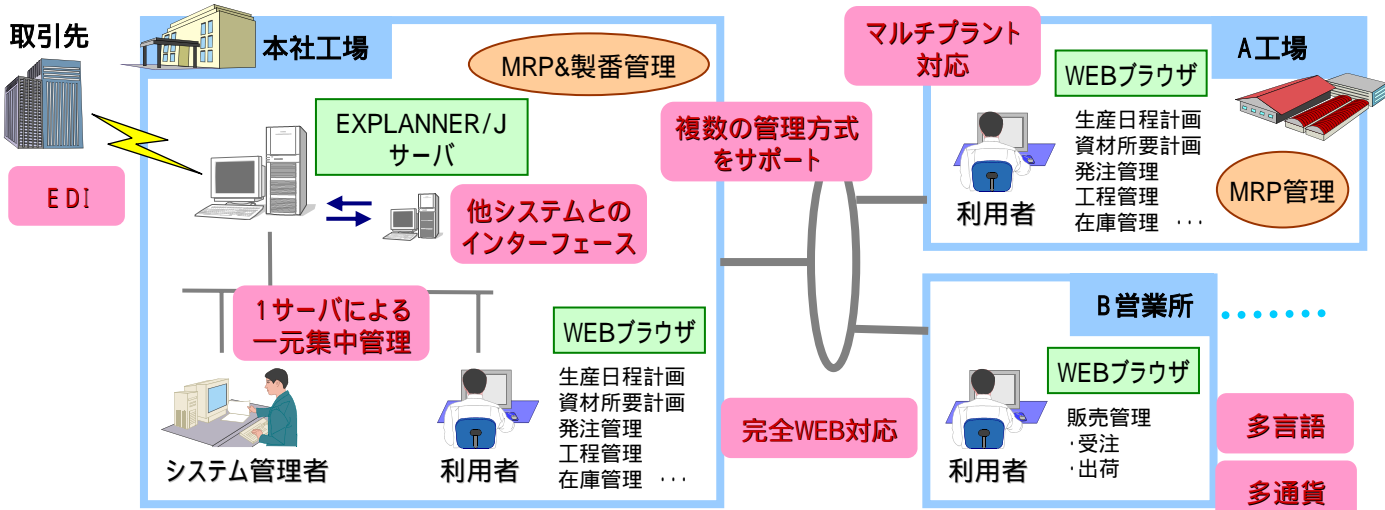 取引先
EDI
本社工場
MRP&製番管理
EXPLANNER/J
サーバ
他システムとの
インターフェース
1サーバによる
一元集中管理
システム管理者
利用者
WEBブラウザ
生産日程計画
資材所要計画
発注管理
工程管理
在庫管理 ···
複数の管理方式
をサポート
完全WEB対応
マルチプラント
対応
A工場
WEBブラウザ
生産日程計画
資材所要計画
発注管理
工程管理
在庫管理 ···
利用者
MRP管理
B営業所
WEBブラウザ
販売管理
·受注
·出荷
利用者
多言語
多通貨